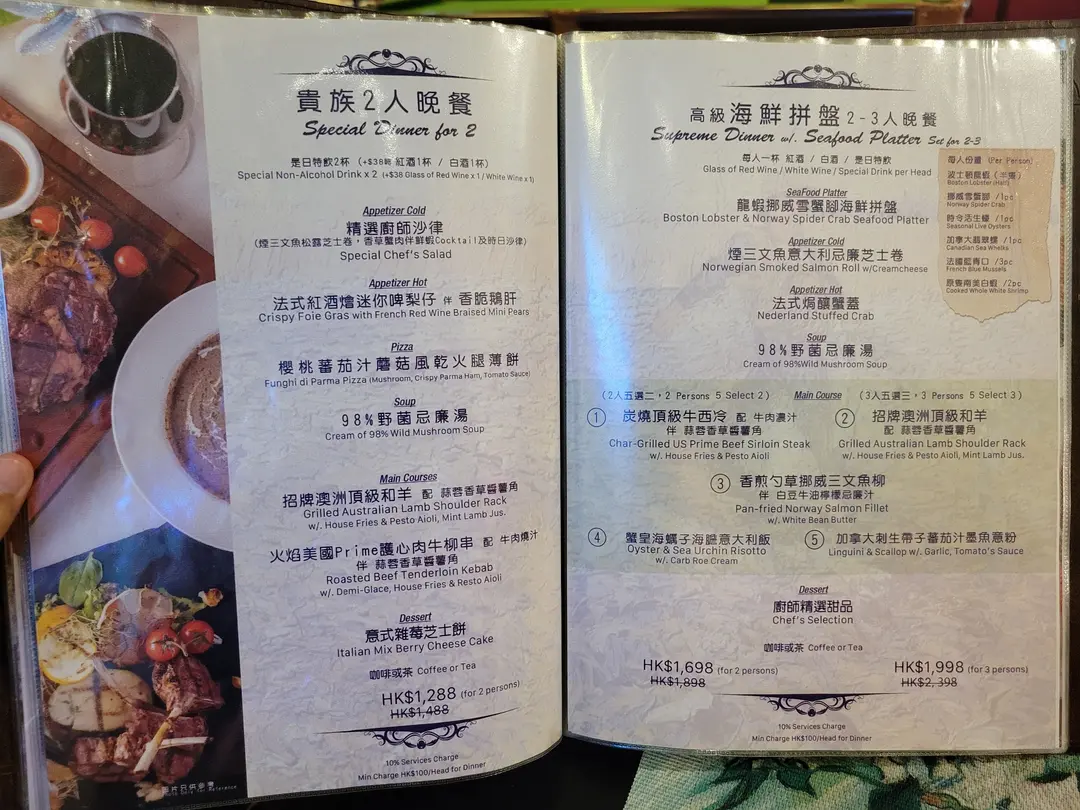 貴族2人晚餐
Special Dinner for 2
是日特飲2杯 (+$38轉 紅酒1杯 / 白酒1杯)
Special Non-Alcohol Drink x 2 (+$38 Glass of Red Wine x 1 / White Wine x 1)
Appetizer Cold
精選廚師沙律
(煙三文魚松露芝士卷，香草蟹肉伴鮮蝦Cocktail及時日沙律)
Special Chef's Salad
Appetizer Hot
法式紅酒燴迷你啤梨仔 伴 香脆鵝肝
Crispy Foie Gras with French Red Wine Braised Mini Pears
Pizza
櫻桃蕃茄汁蘑菇風乾火腿薄餅
Funghi di Parma Pizza (Mushroom, Crispy Parma Ham, Tomato Sauce)
Soup
98%野菌忌廉湯
Cream of 98% Wild Mushroom Soup
Main Courses
招牌澳洲頂級和羊 配 蒜蓉香草醬薯角
Grilled Australian Lamb Shoulder Rack
w/. House Fries & Pesto Aioli, Mint Lamb Jus.
火焰美國Prime護心肉牛柳串 配 牛肉燒汁
伴 蒜蓉香草醬薯角
Roasted Beef Tenderloin Kebab
w/. Demi-Glace, House Fries & Resto Aioli
Dessert
意式雜莓芝士餅
Italian Mix Berry Cheese Cake
咖啡或茶 Coffee or Tea
HK$1,288 (for 2 persons)
HK$1,488
10% Services Charge
Min Charge HK$100/Head for Dinner
高級海鮮拼盤2-3人晚餐
Supreme Dinner w/. Seafood Platter Set for 2-3
每人一杯 紅酒 / 白酒 / 是日特飲
Glass of Red Wine / White Wine / Special Drink per Head
SeaFood Platter
龍蝦挪威雪蟹腳海鮮拼盤
Boston Lobster & Norway Spider Crab Seafood Platter
Appetizer Cold
煙三文魚意大利忌廉芝士卷
Norwegian Smoked Salmon Roll w/Creamcheese
Appetizer Hot
法式焗釀蟹蓋
Nederland Stuffed Crab
Soup
98%野菌忌廉湯
Cream of 98%Wild Mushroom Soup
每人份量 (Per Person)
波士頓龍蝦 (半隻)
Boston Lobster (Half)
挪威雪蟹腳 /1pc
Norway Spider Crab
時令活生蠔 /1pc
Seasonal Live Oysters
加拿大翡翠螺 /1pc
Canadian Sea Whelks
法國藍青口 /3pc
French Blue Mussels
原隻南美白蝦 /2pc
Cooked Whole White Shrimp
(2人五選二，2 Persons 5 Select 2) Main Course (3人五選三，3 Persons 5 Select 3)
① 炭燒頂級牛西冷 配 牛肉濃汁
伴 蒜蓉香草醬薯角
Char-Grilled US Prime Beef Sirloin Steak
w/. House Fries & Pesto Aioli
② 招牌澳洲頂級和羊
配 蒜蓉香草醬薯角
Grilled Australian Lamb Shoulder Rack
w/. House Fries & Pesto Aioli, Mint Lamb Jus.
③ 香煎勺草挪威三文魚柳
伴 白豆牛油檸檬忌廉汁
Pan-fried Norway Salmon Fillet
w/. White Bean Butter
④ 蟹皇海螺子海膽意大利飯
Oyster & Sea Urchin Risotto
w/. Carb Roe Cream
⑤ 加拿大刺生帶子蕃茄汁墨魚意粉
Linguini & Scallop w/. Garlic, Tomato's Sauce
Dessert
廚師精選甜品
Chef's Selection
咖啡或茶 Coffee or Tea
HK$1,698 (for 2 persons)
HK$1,898
HK$1,998 (for 3 persons)
HK$2,398
10% Services Charge
Min Charge HK$100/Head for Dinner